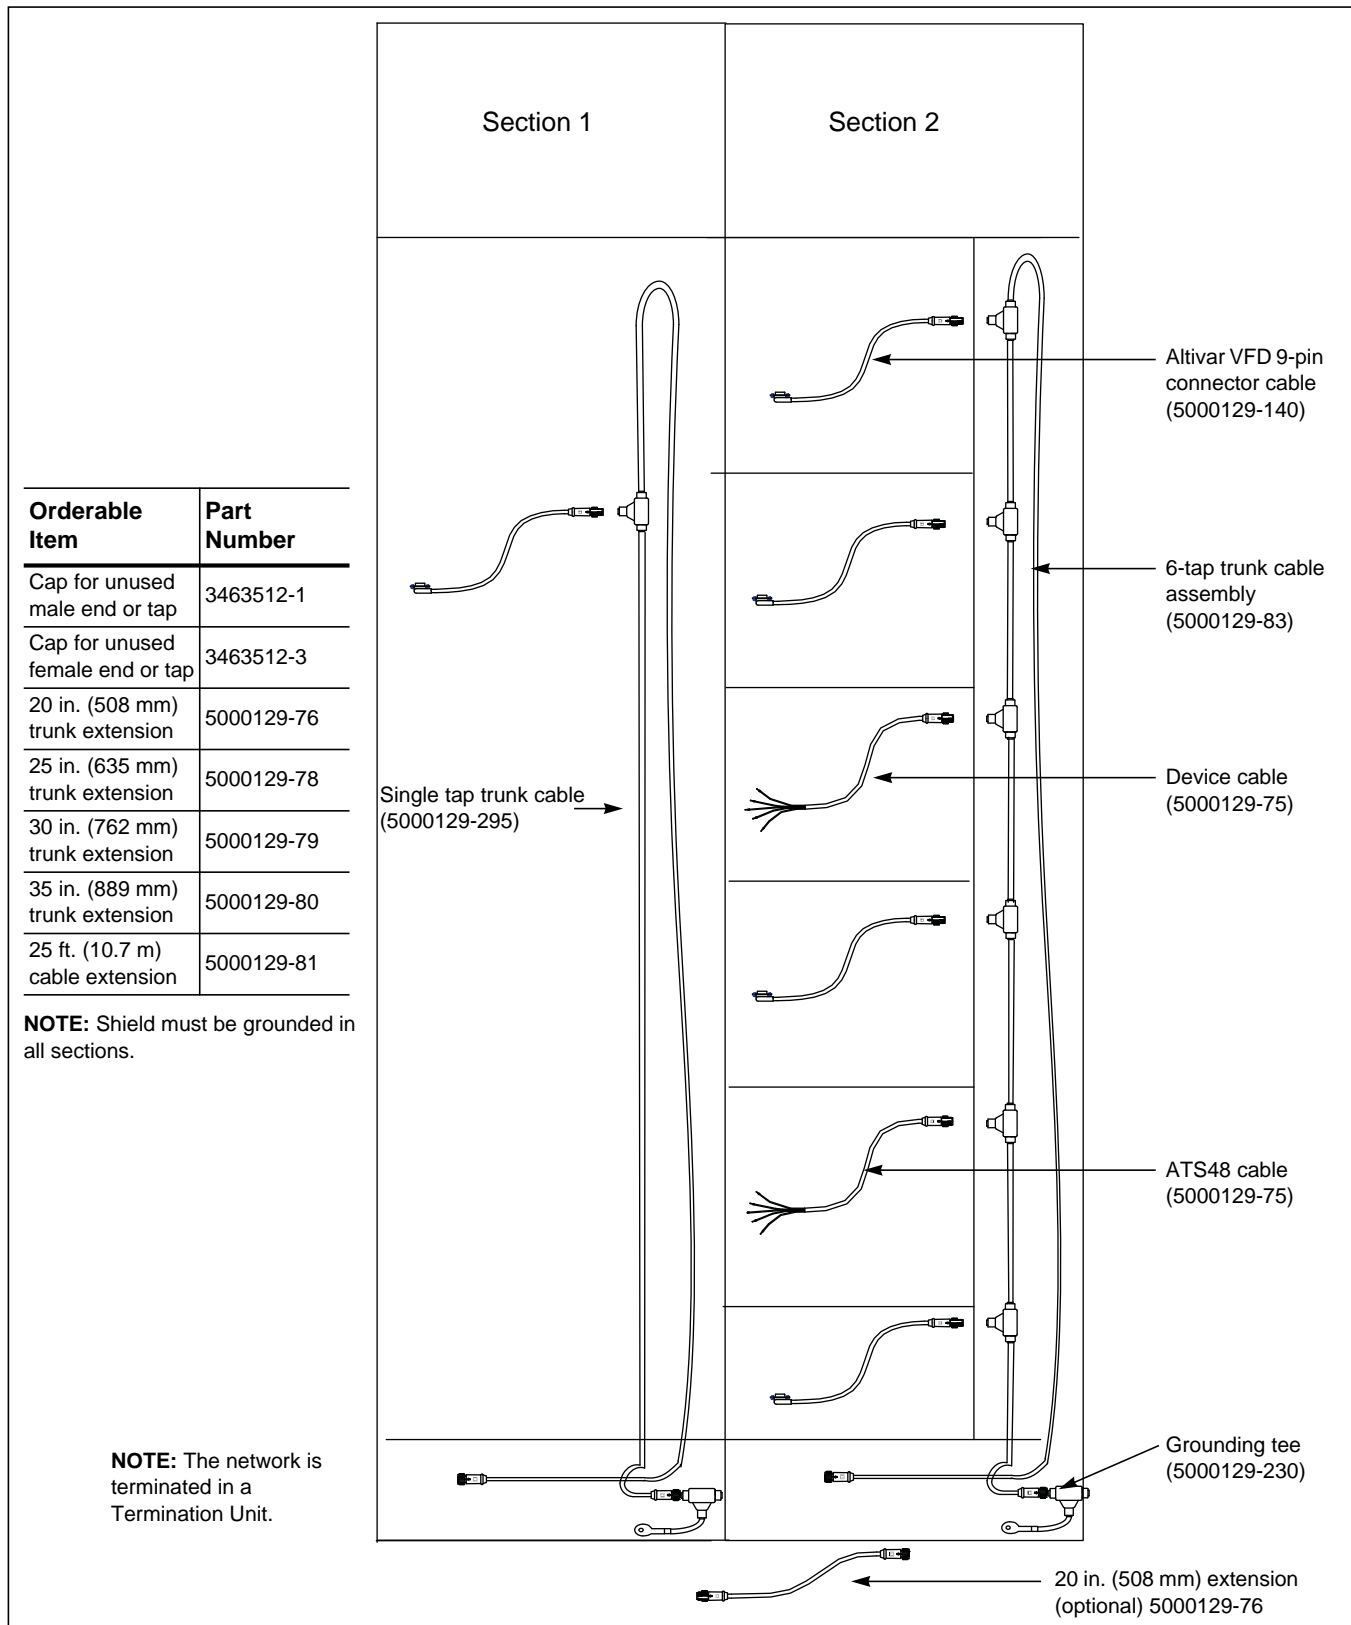 Section 1
Section 2
Altivar VFD 9-pin
connector cable
(5000129-140)
Orderable
Item
Part
Number
Cap for unused
male end or tap
3463512-1
Cap for unused
female end or tap
3463512-3
20 in. (508 mm)
trunk extension
5000129-76
25 in. (635 mm)
trunk extension
5000129-78
30 in. (762 mm)
trunk extension
5000129-79
35 in. (889 mm)
trunk extension
5000129-80
25 ft. (10.7 m)
cable extension
5000129-81
NOTE: Shield must be grounded in
all sections.
6-tap trunk cable
assembly
(5000129-83)
Single tap trunk cable
(5000129-295)
Device cable
(5000129-75)
ATS48 cable
(5000129-75)
NOTE: The network is
terminated in a
Termination Unit.
Grounding tee
(5000129-230)
20 in. (508 mm) extension
(optional) 5000129-76